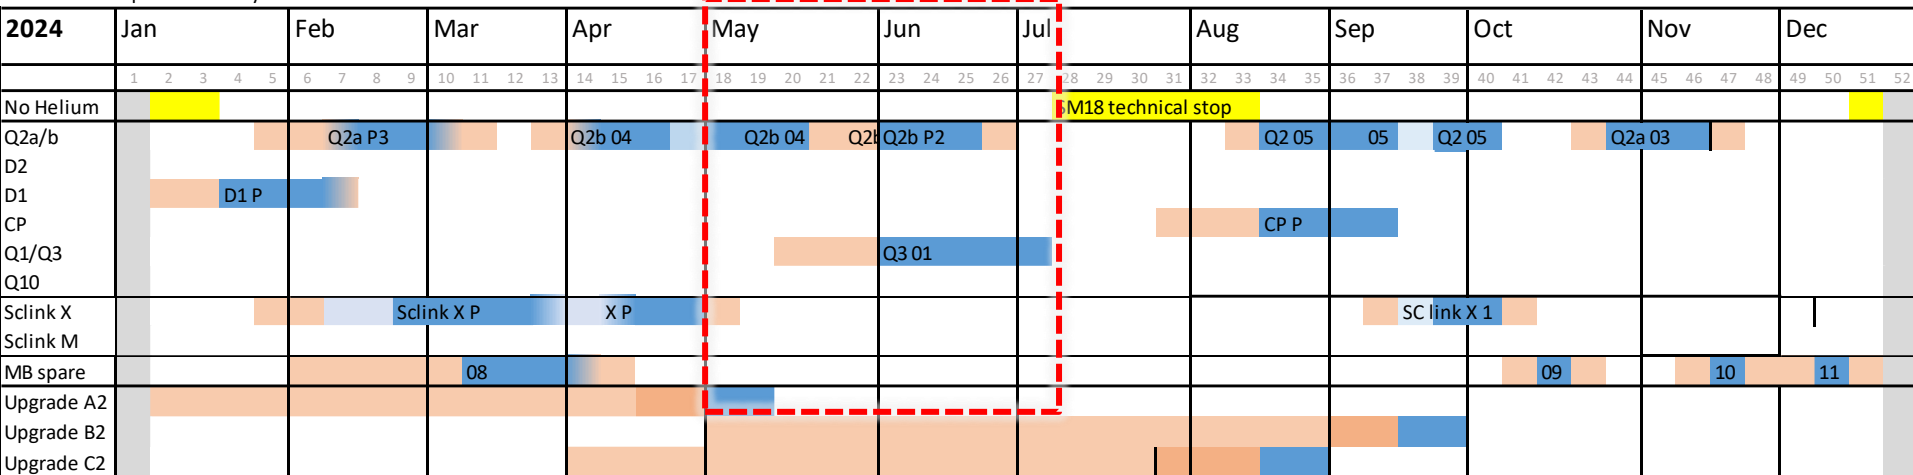 2024 Jan Feb Mar Apr May Jun Jul Aug Sep Oct Nov Dec
1 2 3 4 5 6 7 8 9 10 11 12 13 14 15 16 17 18 19 20 21 22 23 24 25 26 27 28 29 30 31 32 33 34 35 36 37 38 39 40 41 42 43 44 45 46 47 48 49 50 51 52
No Helium M18 technical stop
Q2a/b Q2a P3 Q2b 04 Q2b 04 Q2b P2 Q2 05 05 Q2 05 Q2a 03
D2
D1 D1 P
CP CP P
Q1/Q3 Q3 01
Q10
Sclink X Sclink X P X P SC link X 1
Sclink M
MB spare 08 09 10 11
Upgrade A2
Upgrade B2
Upgrade C2